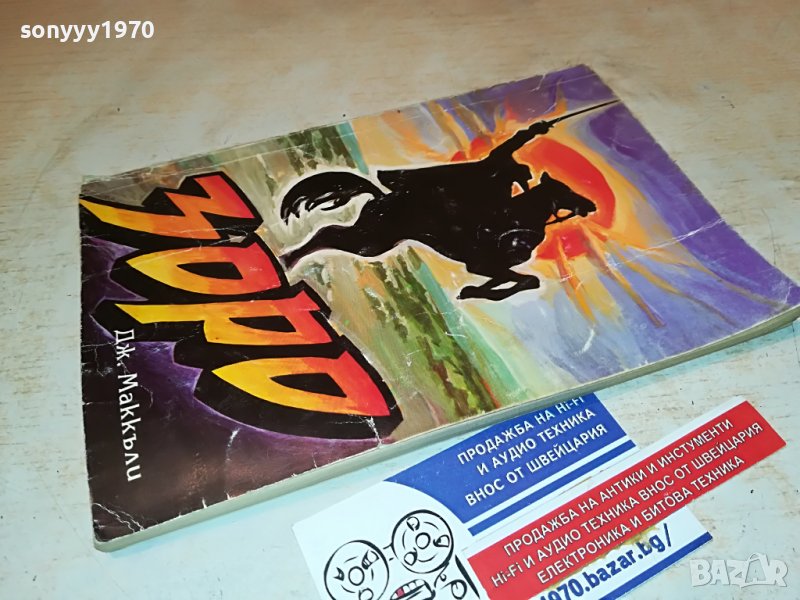 sonyyy1970
ЗОРО
Дж. Маккъли
ПРОДАЖБА НА Hi-Fi
И АУДИО ТЕХНИКА
ВНОС ОТ ШВЕЙЦАРИЯ
ПРОДАЖБА НА АНТИКИ И ИНСТУМЕНТИ
Hi-Fi И АУДИО ТЕХНИКА ВНОС ОТ ШВЕЙЦАРИЯ
ЕЛЕКТРОНИКА И БИТОВА ТЕХНИКА
1970.bazar.bg/
BAZAR